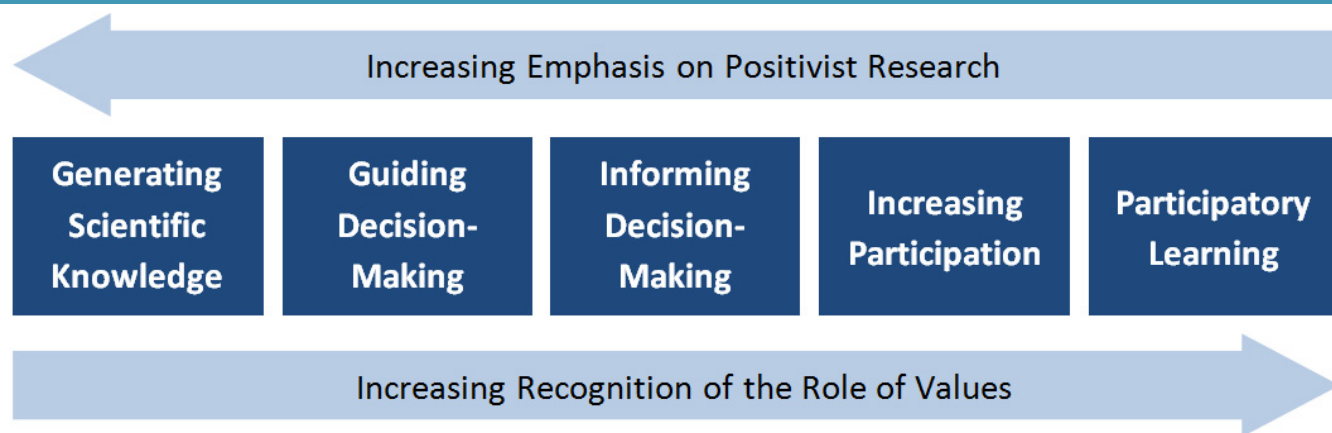 Increasing Emphasis on Positivist Research
Generating
Scientific
Knowledge
Guiding
Decision-
Making
Informing
Decision-
Making
Increasing
Participation
Participatory
Learning
Increasing Recognition of the Role of Values